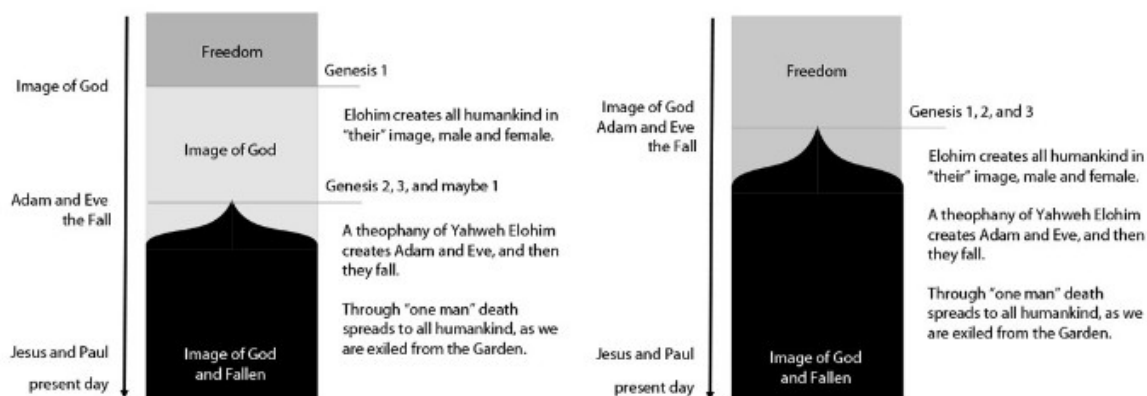 Freedom
Genesis 1
Image of God
Elohim creates all humankind in
"their" image, male and female.
Image of God
Genesis 2, 3, and maybe 1
Adam and Eve
the Fall
A theophany of Yahweh Elohim
creates Adam and Eve, and then
they fall.
Through "one man" death
spreads to all humankind, as we
are exiled from the Garden.
Jesus and Paul
present day
Image of God
and Fallen
Freedom
Image of God
Adam and Eve
the Fall
Genesis 1, 2, and 3
Elohim creates all humankind in
"their" image, male and female.
A theophany of Yahweh Elohim
creates Adam and Eve, and then
they fall.
Through "one man" death
spreads to all humankind, as we
are exiled from the Garden.
Jesus and Paul
present day
Image of God
and Fallen